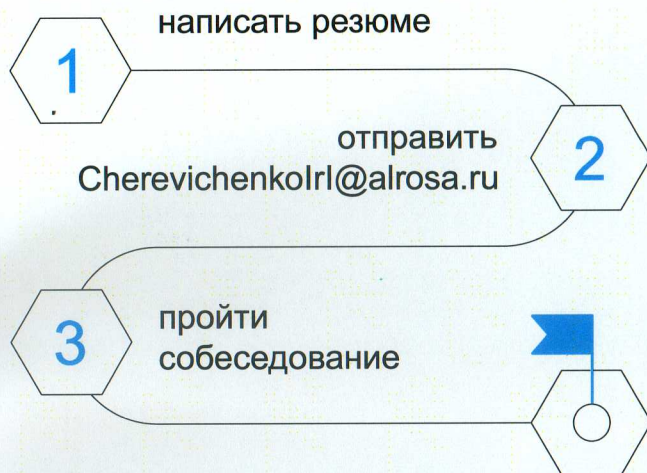 написать резюме
1
отправить
CherevichenkoIrI@alrosa.ru
2
3
пройти
собеседование